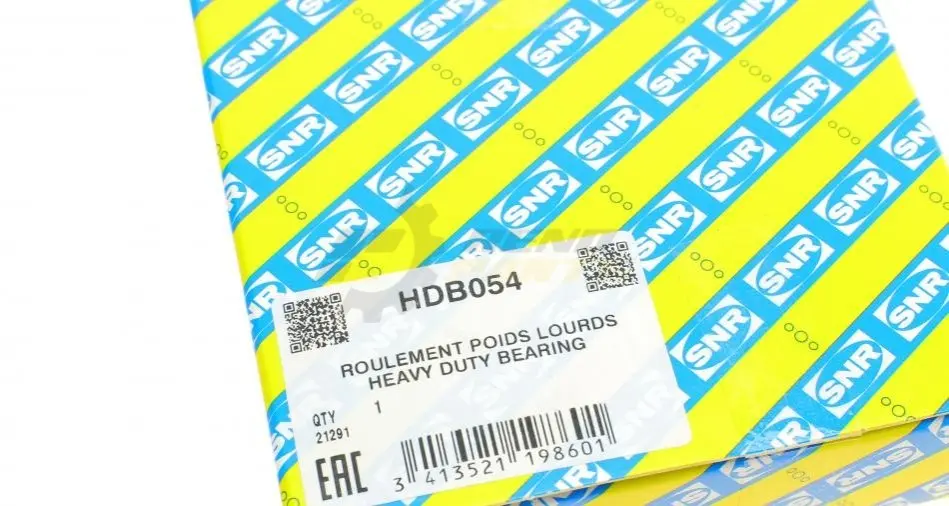 SNR
HDB054
ROULEMENT POIDS LOURDS
HEAVY DUTY BEARING
QTY 1
21291
EAC
3 413521 198601